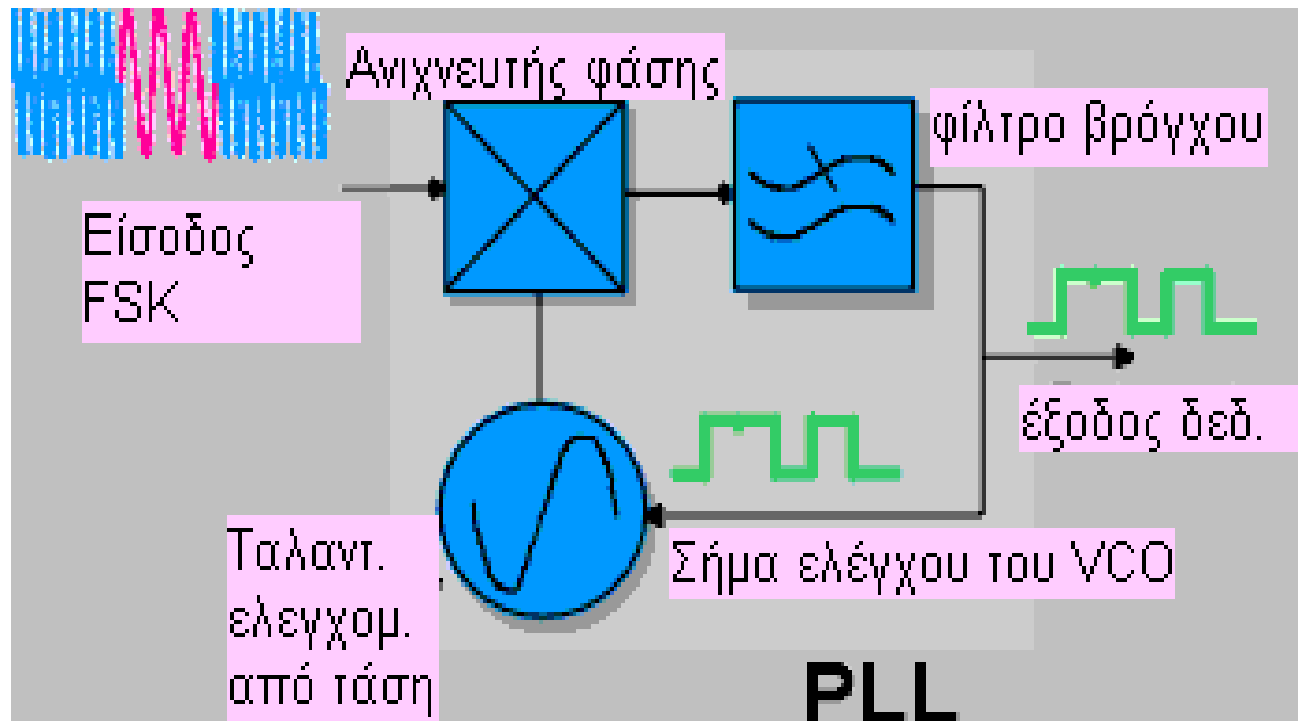 Ανιχνευτής φάσης
φίλτρο βρόγχου
Είσοδος
FSK
έξοδος δεδ.
Ταλαντ.
ελεγχομ.
από τάση
Σήμα ελέγχου του VCO
PLL